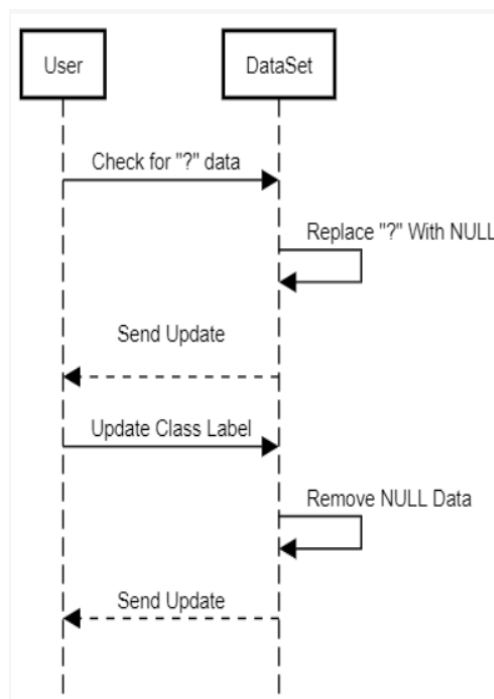 User
DataSet
Check for "?" data
Replace "?" With NULL
Send Update
Update Class Label
Remove NULL Data
Send Update